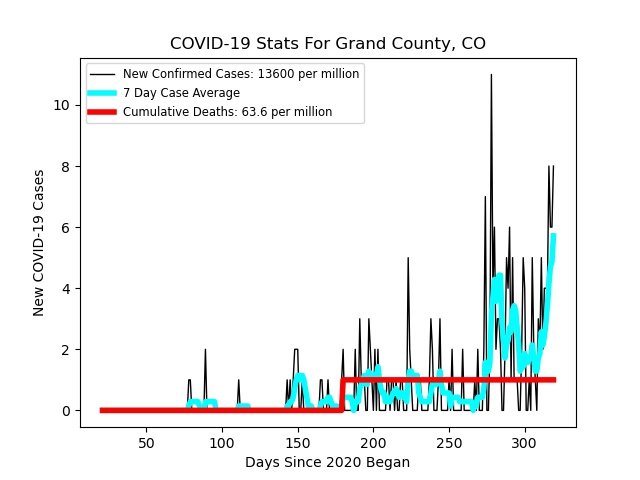 COVID-19 Stats For Grand County, CO
New Confirmed Cases: 13600 per million
7 Day Case Average
Cumulative Deaths: 63.6 per million
New COVID-19 Cases
10
8
6
4
2
0
50 100 150 200 250 300
Days Since 2020 Began